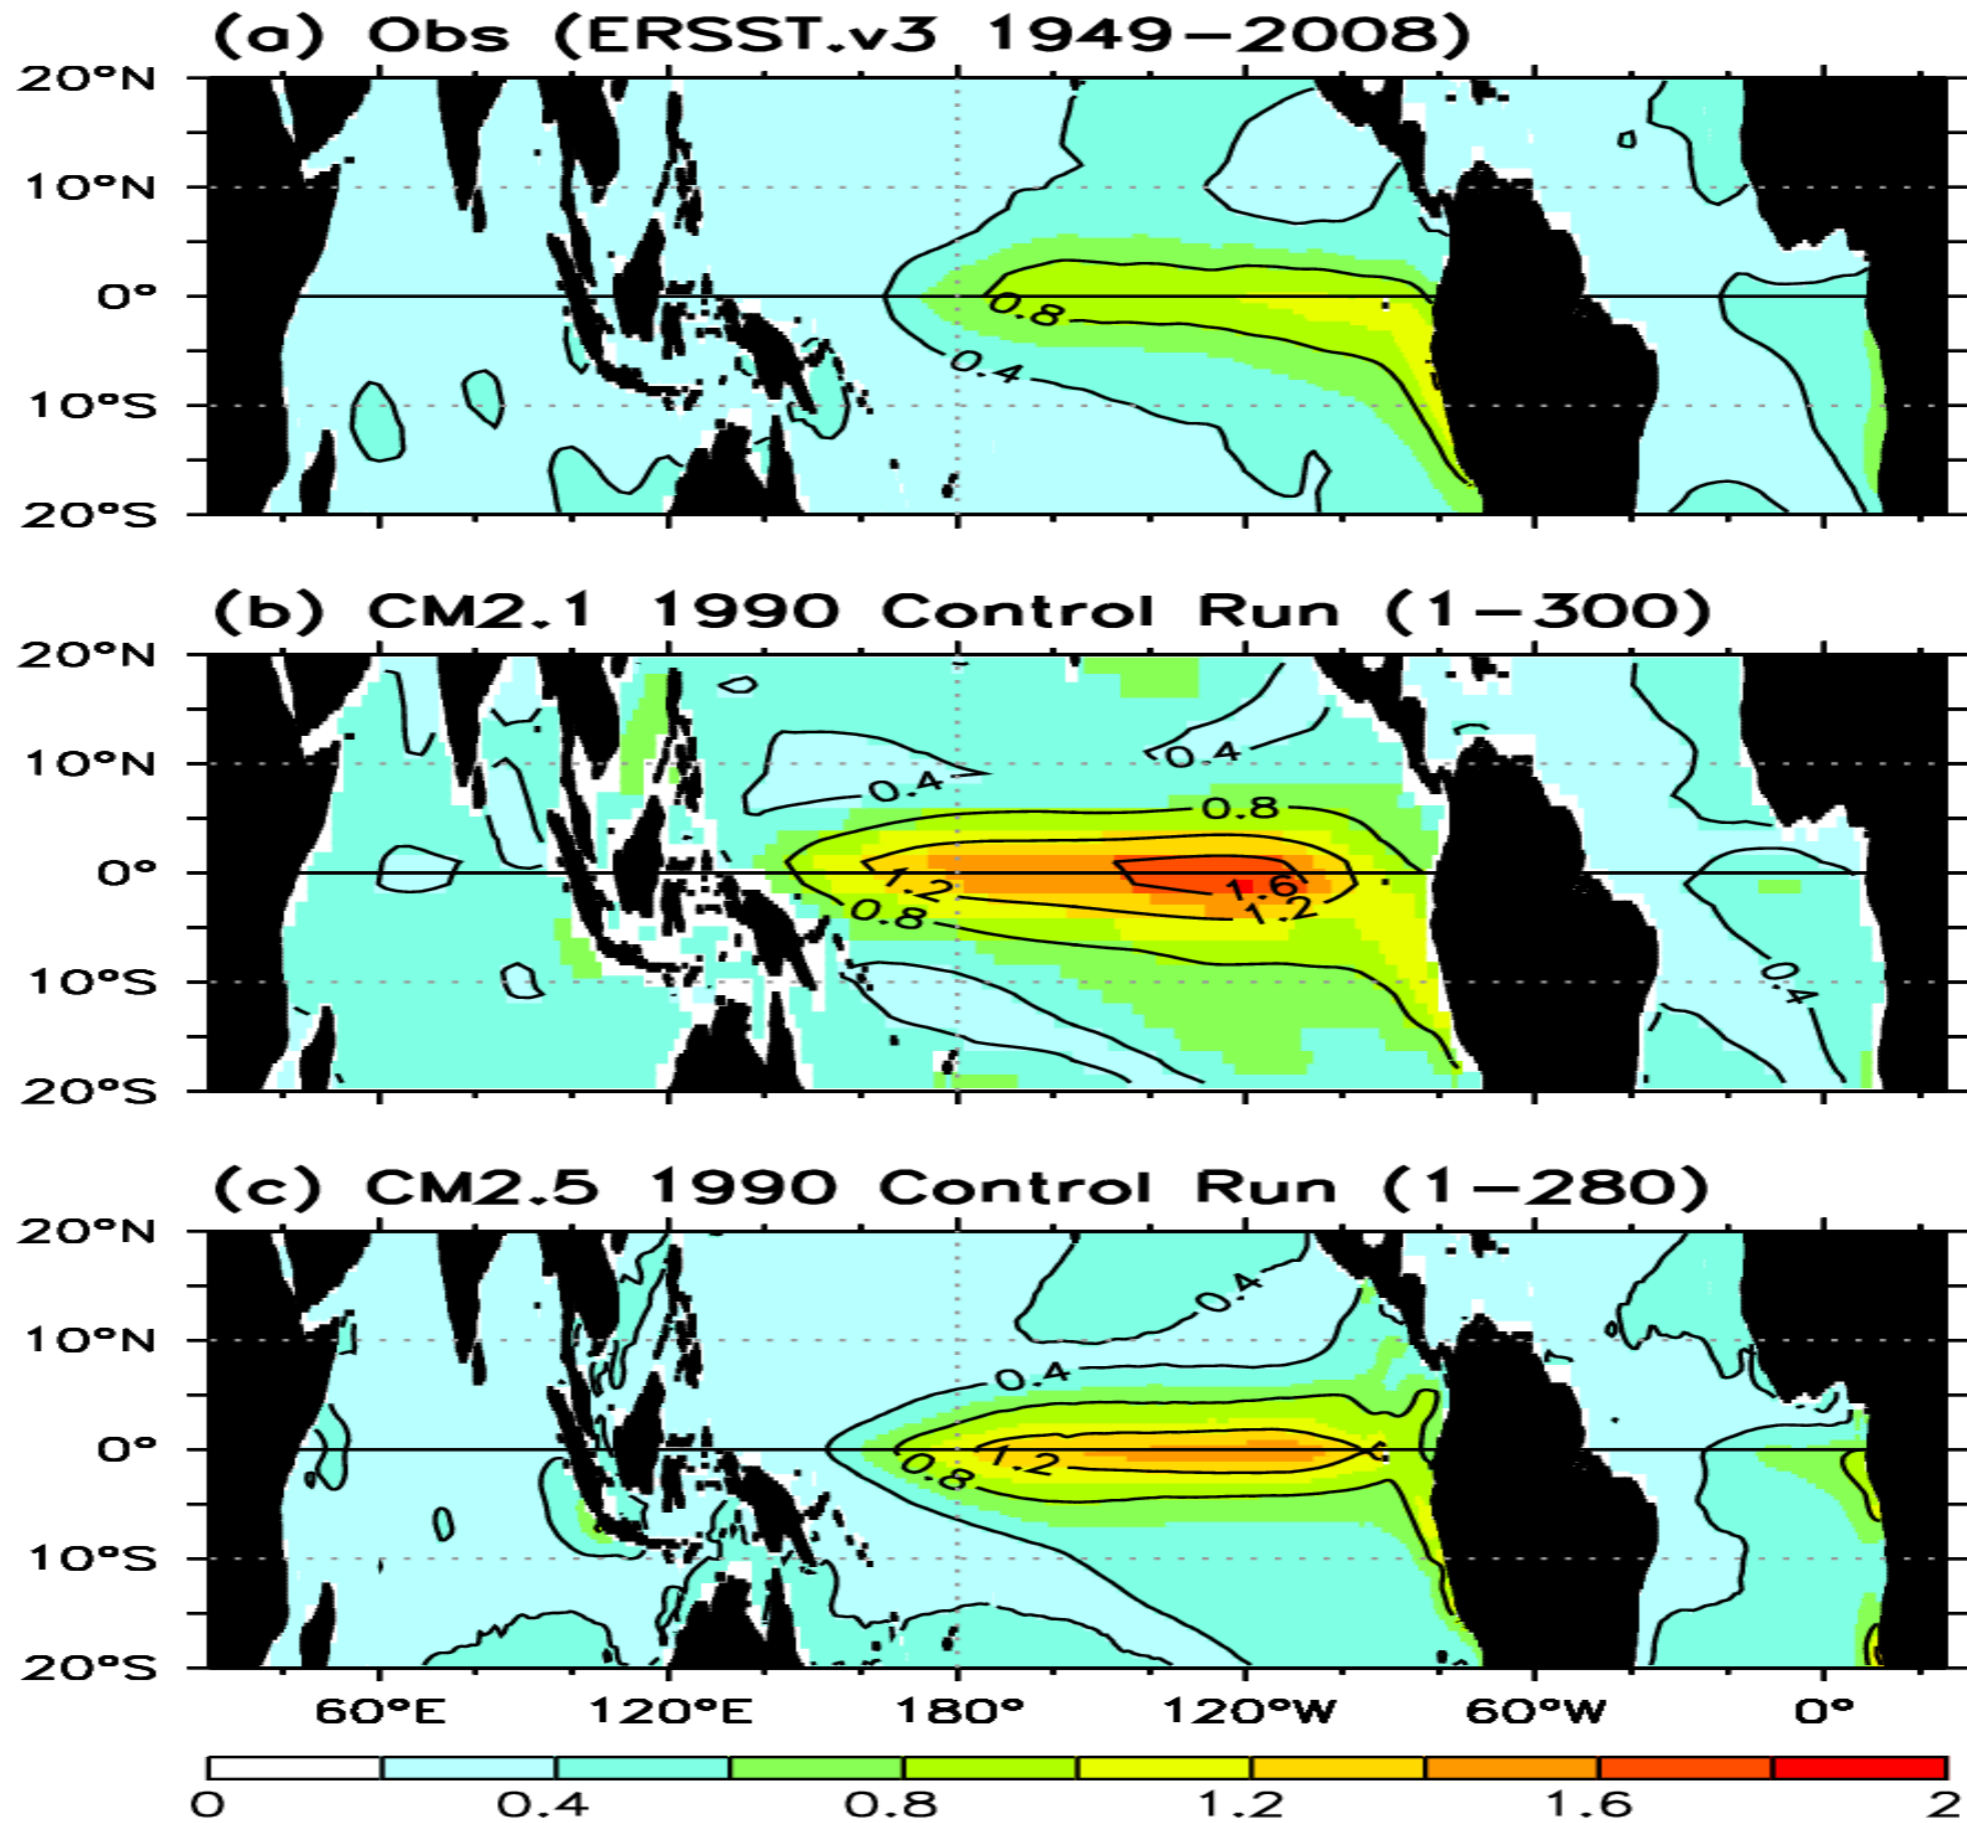 (a) Obs (ERSST.v3 1949-2008)
20°N
10°N
0°
10°S
20°S
0.8
0.4
(b) CM2.1 1990 Control Run (1-300)
20°N
10°N
0°
10°S
20°S
0.4
0.4
0.8
1.2
0.8
1.6
1.2
0.4
(c) CM2.5 1990 Control Run (1-280)
20°N
10°N
0°
10°S
20°S
0.4
0.4
0.8
1.2
60°E 120°E 180° 120°W 60°W 0°
0 0.4 0.8 1.2 1.6 2